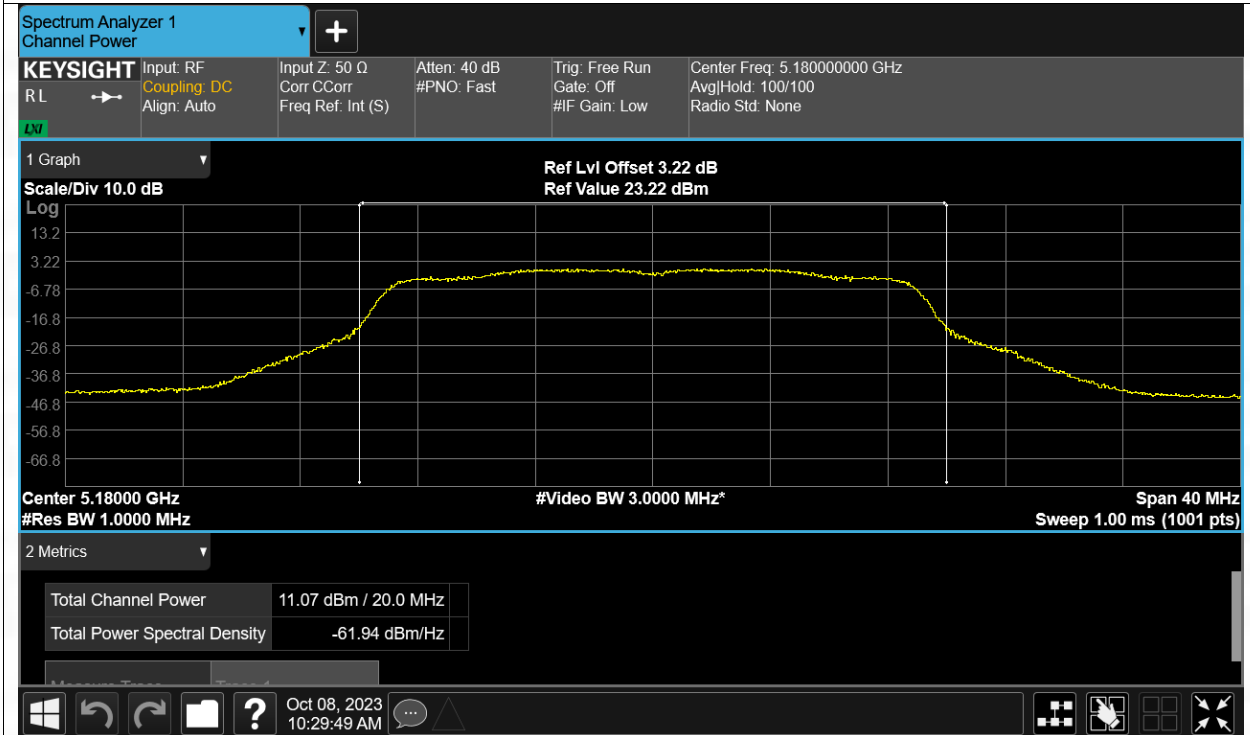 Spectrum Analyzer 1
Channel Power
KEYSIGHT
R L
LXI
Input: RF
Coupling: DC
Align: Auto
Input Z: 50 Ω
Corr CCorr
Freq Ref: Int (S)
Atten: 40 dB
#PNO: Fast
Trig: Free Run
Gate: Off
#IF Gain: Low
Center Freq: 5.180000000 GHz
Avg|Hold: 100/100
Radio Std: None
1 Graph
Scale/Div 10.0 dB
Ref Lvl Offset 3.22 dB
Ref Value 23.22 dBm
Log
13.2
3.22
-6.78
-16.8
-26.8
-36.8
-46.8
-56.8
-66.8
Center 5.18000 GHz
#Video BW 3.0000 MHz*
Span 40 MHz
#Res BW 1.0000 MHz
Sweep 1.00 ms (1001 pts)
2 Metrics
Total Channel Power 11.07 dBm / 20.0 MHz
Total Power Spectral Density -61.94 dBm/Hz
?
Oct 08, 2023
10:29:49 AM